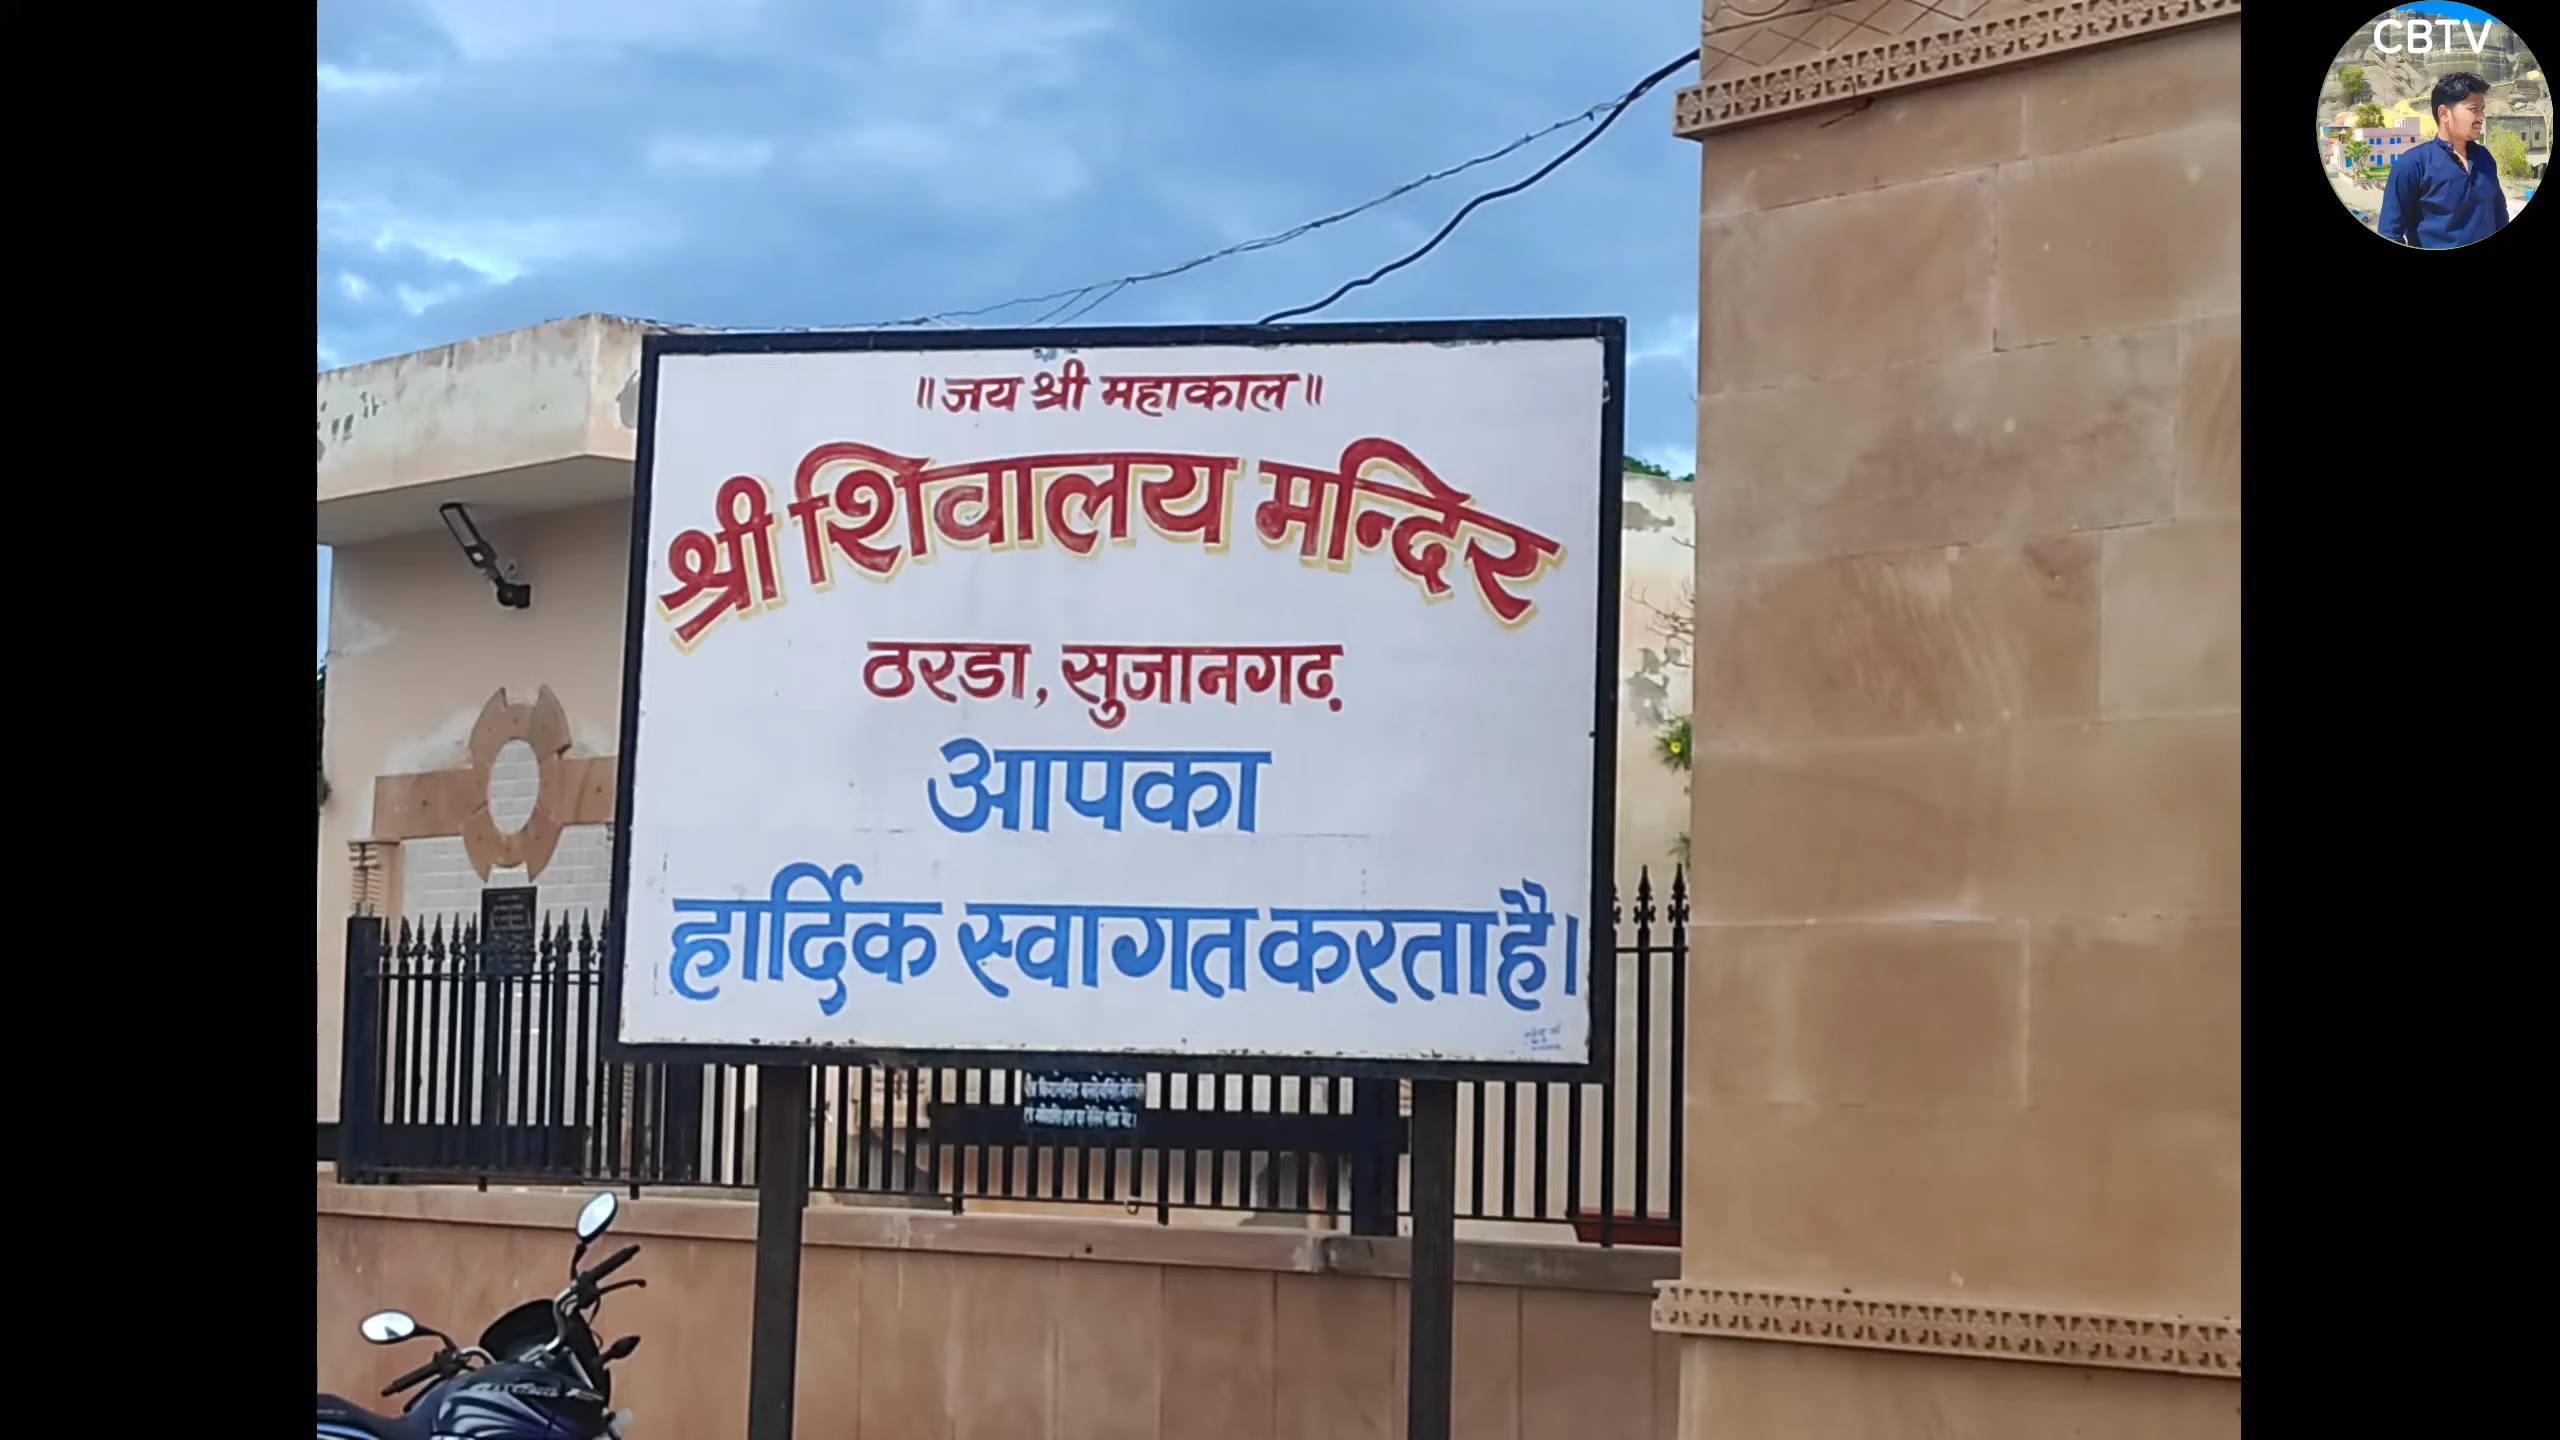 CBTV
॥ जय श्री महाकाल ॥
श्री शिवालय मन्दिर
ठरडा, सुजानगढ़
आपका
हार्दिक स्वागत करता है।